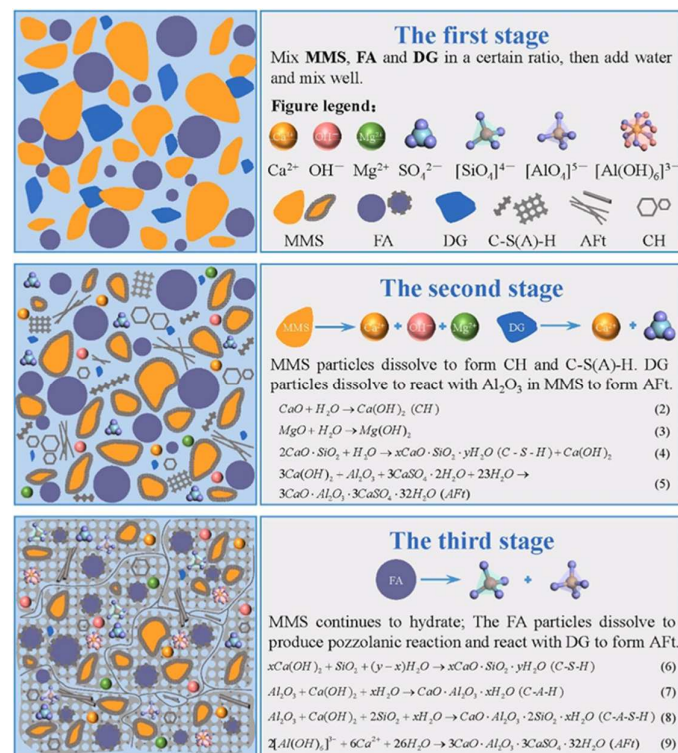 The first stage
Mix MMS, FA and DG in a certain ratio, then add water
and mix well.
Figure legend:
Ca²⁺ OH⁻ Mg²⁺
Ca²⁺ OH⁻ Mg²⁺ SO₄²⁻ [SiO₄]⁴⁻ [AlO₄]⁵⁻ [Al(OH)₆]³⁻
MMS FA DG C-S(A)-H AFt CH
The second stage
MMS Ca²⁺ + OH⁻ + Mg²⁺ DG Ca²⁺ +
MMS particles dissolve to form CH and C-S(A)-H. DG
particles dissolve to react with Al₂O₃ in MMS to form AFt.
CaO + H₂O → Ca(OH)₂ (CH) (2)
MgO + H₂O → Mg(OH)₂ (3)
2CaO·SiO₂ + H₂O → xCaO·SiO₂·yH₂O (C - S - H) + Ca(OH)₂ (4)
3Ca(OH)₂ + Al₂O₃ + 3CaSO₄·2H₂O + 23H₂O →
3CaO·Al₂O₃·3CaSO₄·32H₂O (AFt) (5)
The third stage
FA +
MMS continues to hydrate; The FA particles dissolve to
produce pozzolanic reaction and react with DG to form AFt.
xCa(OH)₂ + SiO₂ + (y − x)H₂O → xCaO·SiO₂·yH₂O (C-S-H) (6)
Al₂O₃ + Ca(OH)₂ + xH₂O → CaO·Al₂O₃·xH₂O (C-A-H) (7)
Al₂O₃ + Ca(OH)₂ + 2SiO₂ + xH₂O → CaO·Al₂O₃·2SiO₂·xH₂O (C-A-S-H) (8)
2[Al(OH)₆]³⁻ + 6Ca²⁺ + 26H₂O → 3CaO·Al₂O₃·3CaSO₄·32H₂O (AFt) (9)